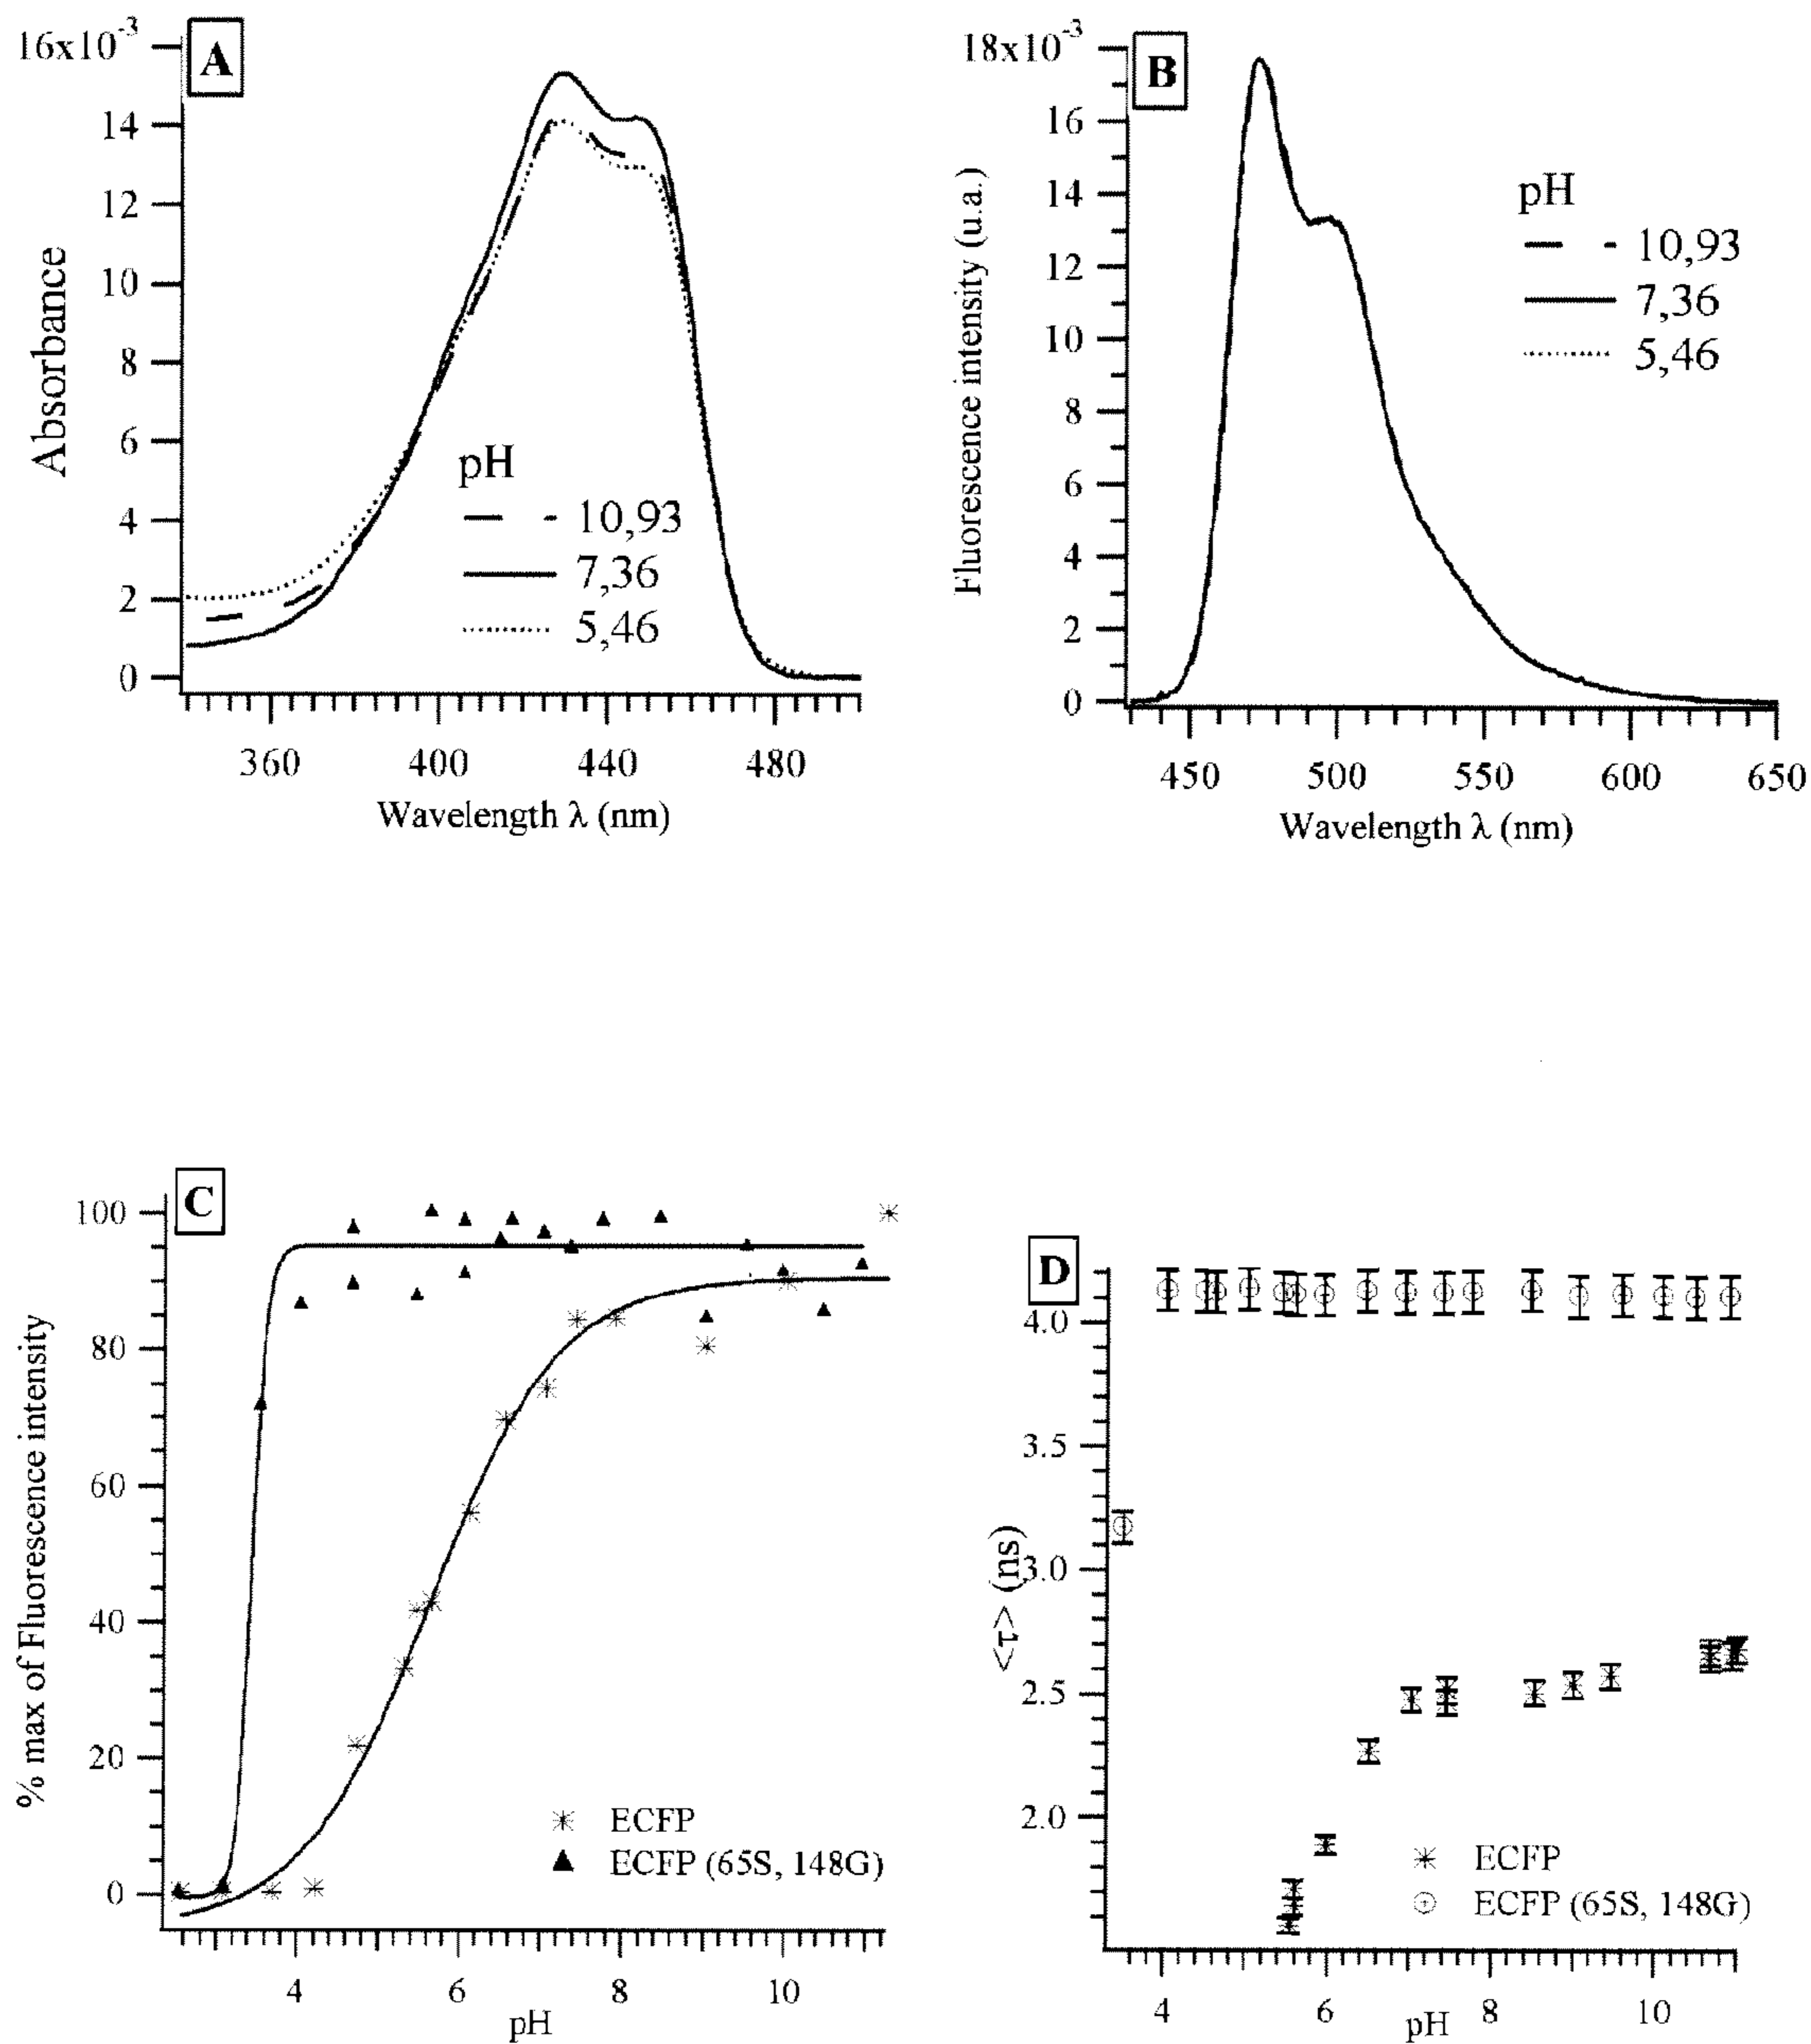 A
16x10-3
14
12
10
8
6
4
2
0
Absorbance
pH
10,93
7,36
5,46
360 400 440 480
Wavelength λ (nm)
B
18x10-3
16
14
12
10
8
6
4
2
0
Fluorescence intensity (u.a.)
pH
10,93
7,36
5,46
450 500 550 600 650
Wavelength λ (nm)
C
100
80
60
40
20
0
% max of Fluorescence intensity
ECFP
ECFP (65S, 148G)
4 6 8 10
pH
D
4.0
3.5
3.0
2.5
2.0
<τ> (ns)
ECFP
ECFP (65S, 148G)
4 6 8 10
pH